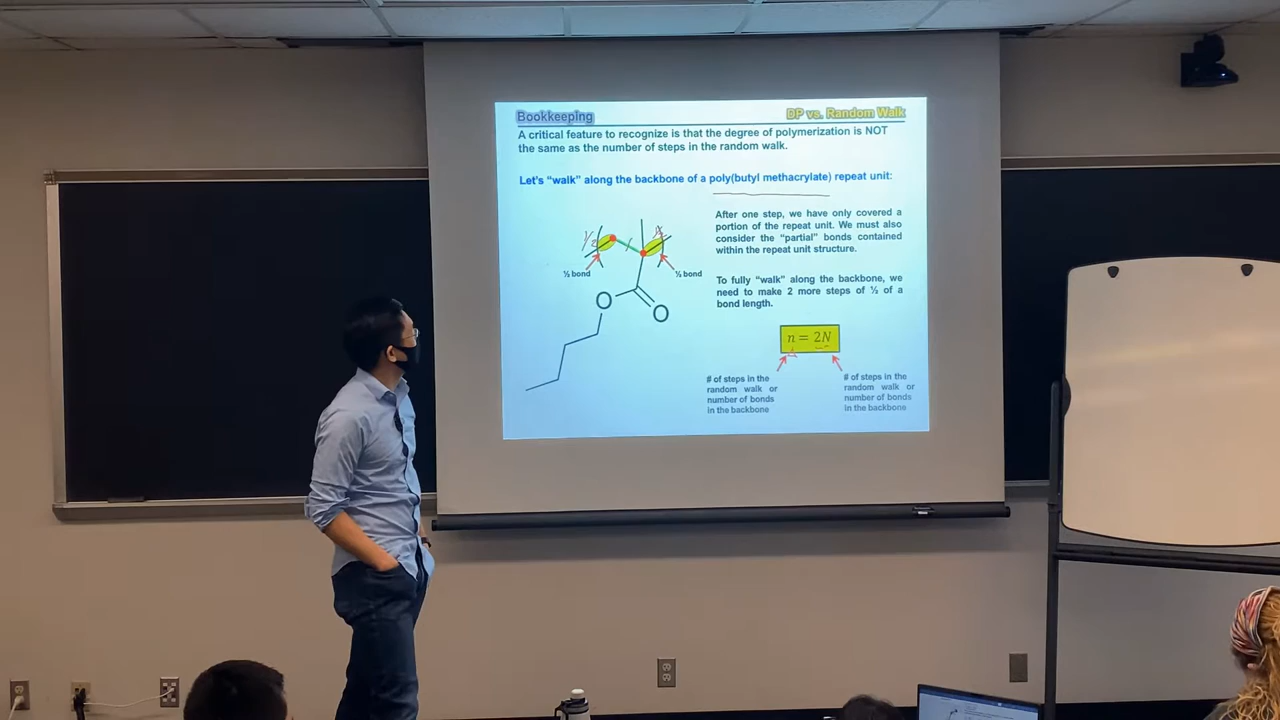 Bookkeeping
DP vs. Random Walk
A critical feature to recognize is that the degree of polymerization is NOT
the same as the number of steps in the random walk.
Let's “walk” along the backbone of a poly(butyl methacrylate) repeat unit:
After one step, we have only covered a
portion of the repeat unit. We must also
consider the “partial” bonds contained
within the repeat unit structure.
½ bond
½ bond
To fully “walk” along the backbone, we
need to make 2 more steps of ½ of a
bond length.
O
O
n = 2N
# of steps in the
random walk or
number of bonds
in the backbone
# of steps in the
random walk or
number of bonds
in the backbone